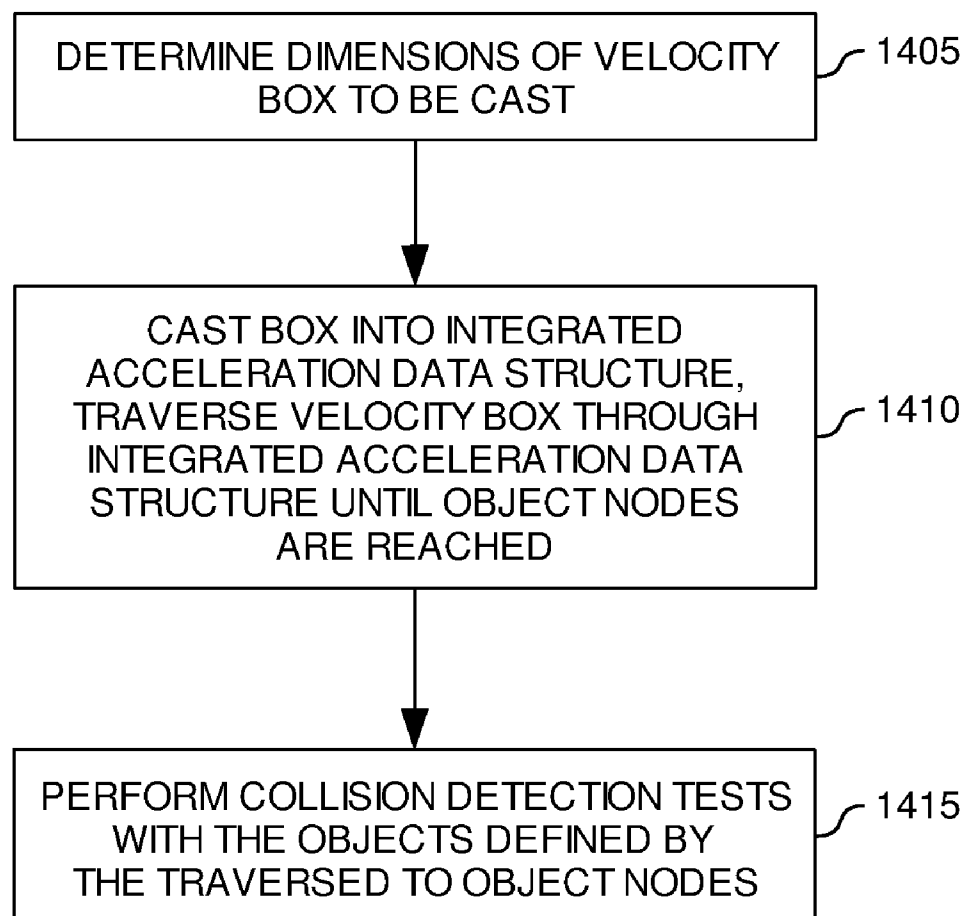 DETERMINE DIMENSIONS OF VELOCITY
BOX TO BE CAST
1405
CAST BOX INTO INTEGRATED
ACCELERATION DATA STRUCTURE,
TRAVERSE VELOCITY BOX THROUGH
INTEGRATED ACCELERATION DATA
STRUCTURE UNTIL OBJECT NODES
ARE REACHED
1410
PERFORM COLLISION DETECTION TESTS
WITH THE OBJECTS DEFINED BY
THE TRAVERSED TO OBJECT NODES
1415